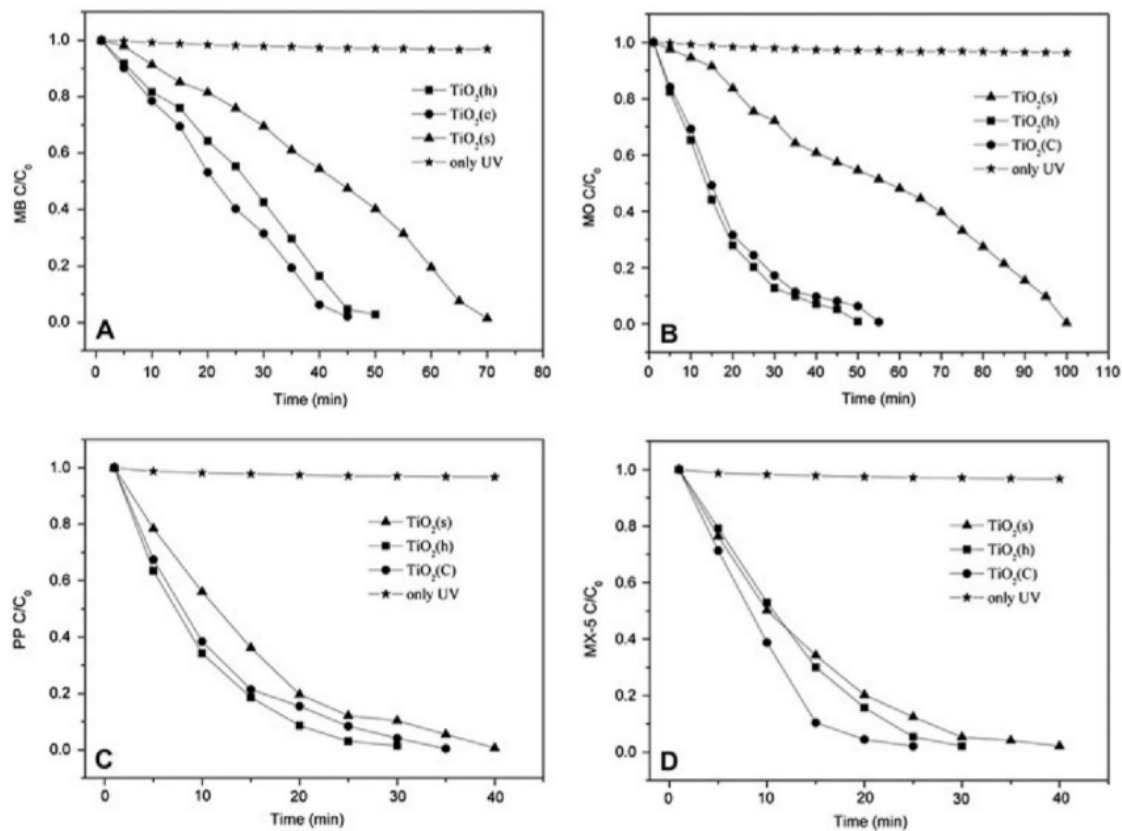 1.0
0.8
0.6
0.4
0.2
0.0
MB C/C₀
TiO₂(h)
TiO₂(c)
TiO₂(s)
only UV
A
0 10 20 30 40 50 60 70 80
Time (min)
1.0
0.8
0.6
0.4
0.2
0.0
MO C/C₀
TiO₂(s)
TiO₂(h)
TiO₂(C)
only UV
B
0 10 20 30 40 50 60 70 80 90 100 110
Time (min)
1.0
0.8
0.6
0.4
0.2
0.0
PP C/C₀
TiO₂(s)
TiO₂(h)
TiO₂(C)
only UV
C
0 10 20 30 40
Time (min)
1.0
0.8
0.6
0.4
0.2
0.0
MX-5 C/C₀
TiO₂(s)
TiO₂(h)
TiO₂(C)
only UV
D
0 10 20 30 40
Time (min)